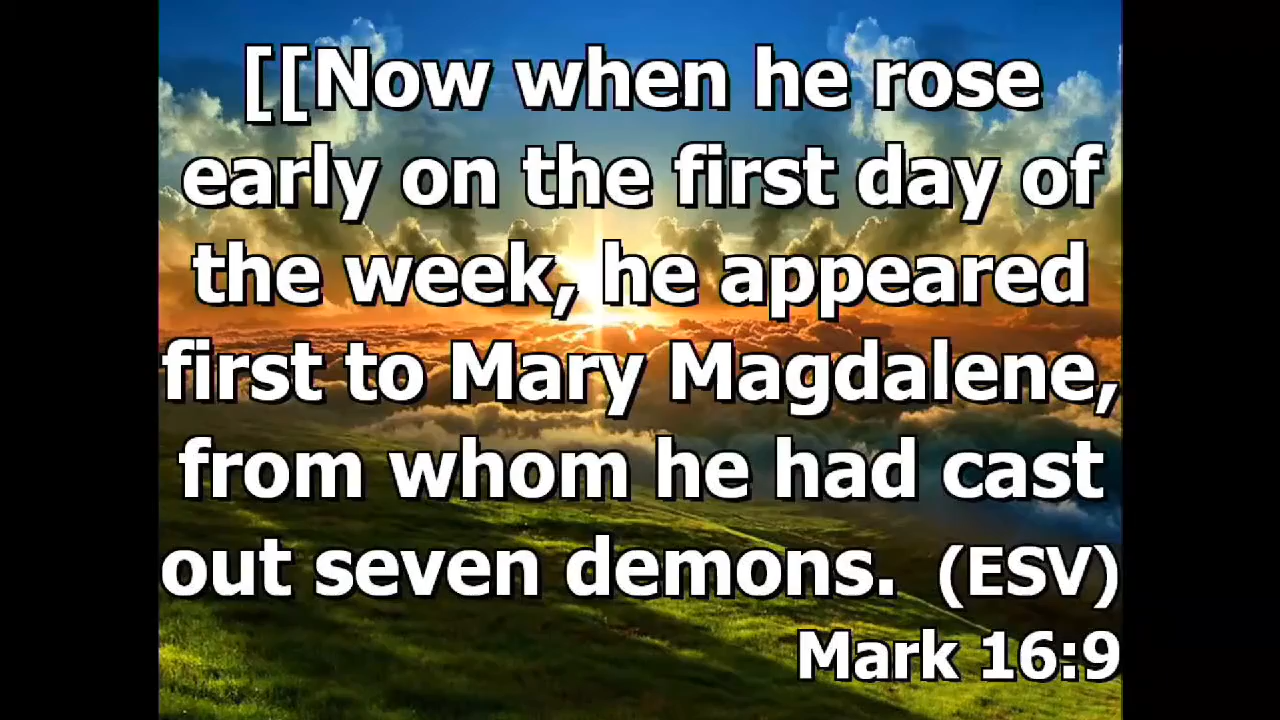 [[Now when he rose
early on the first day of
the week, he appeared
first to Mary Magdalene,
from whom he had cast
out seven demons. (ESV)
Mark 16:9